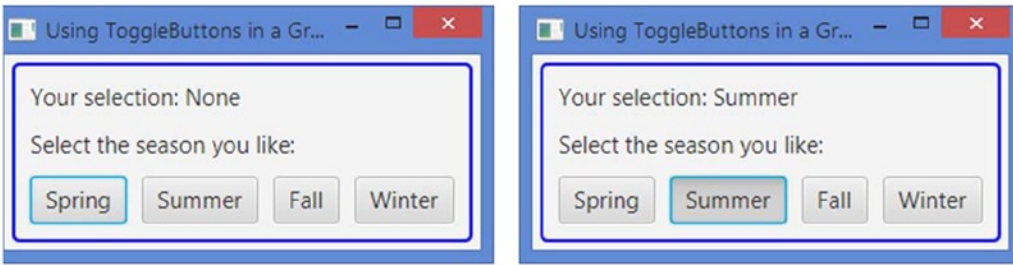 Using ToggleButtons in a Gr...
Your selection: None
Select the season you like:
Spring Summer Fall Winter
Using ToggleButtons in a Gr...
Your selection: Summer
Select the season you like:
Spring Summer Fall Winter